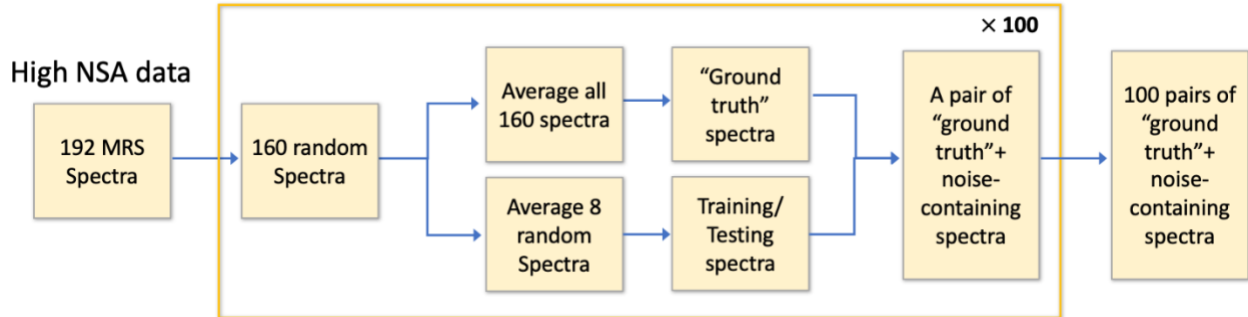 × 100
High NSA data
192 MRS
Spectra
160 random
Spectra
Average all
160 spectra
“Ground
truth”
spectra
Average 8
random
Spectra
Training/
Testing
spectra
A pair of
“ground
truth”+
noise-
containing
spectra
100 pairs of
“ground
truth”+
noise-
containing
spectra